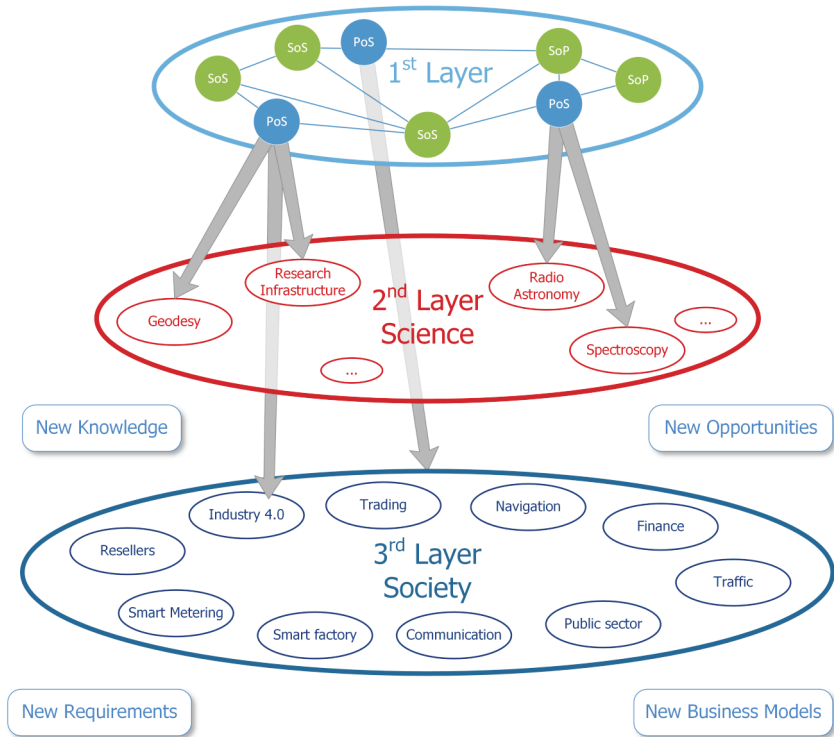 PoS
SoS
SoP
1st Layer
SoS
SoP
PoS
PoS
SoS
Research
Infrastructure
Radio
Astronomy
2nd Layer
Science
Geodesy
...
Spectroscopy
...
New Knowledge
New Opportunities
Industry 4.0
Trading
Navigation
Finance
Resellers
3rd Layer
Society
Traffic
Smart Metering
Smart factory
Communication
Public sector
New Requirements
New Business Models